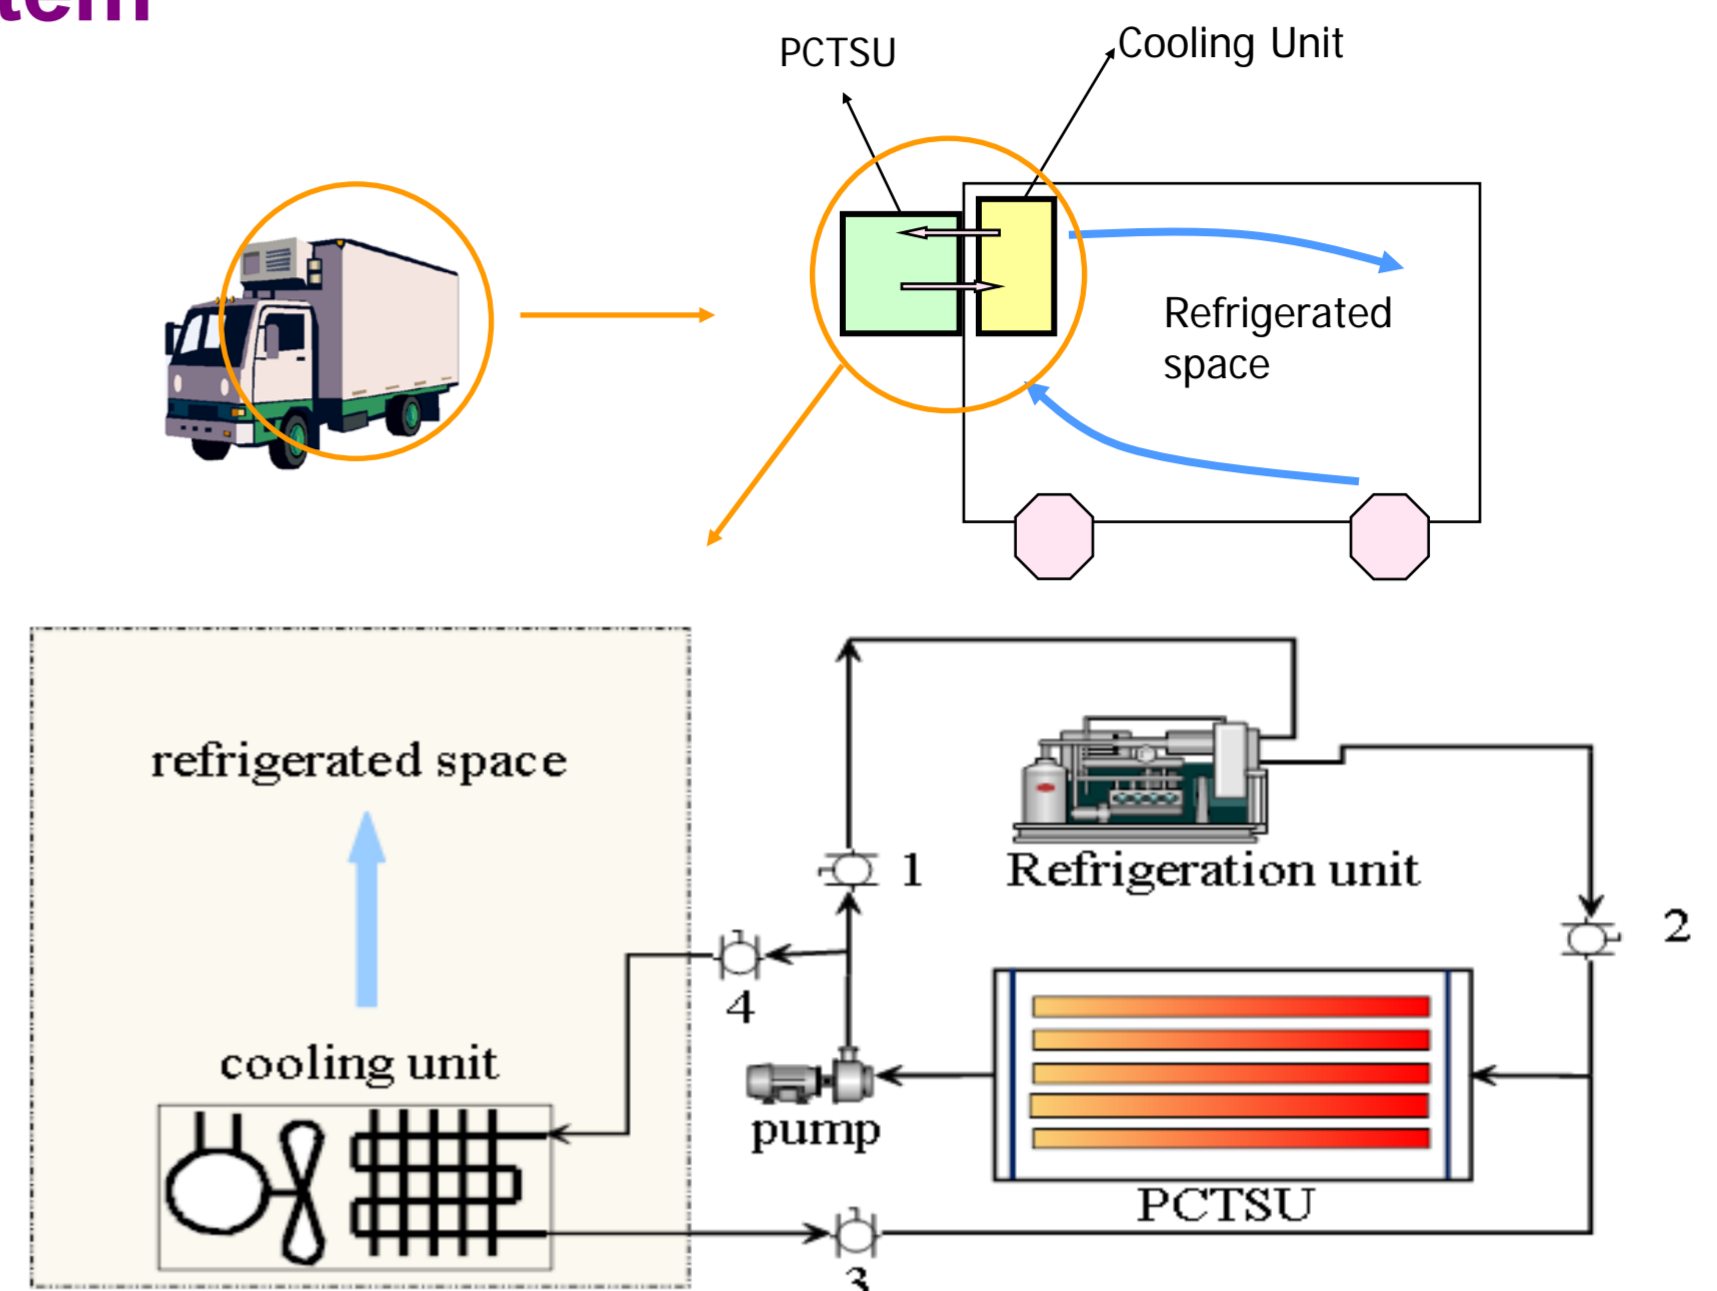 PCTSU
Cooling Unit
Refrigerated
space
refrigerated space
Refrigeration unit
1
2
4
cooling unit
pump
PCTSU
3